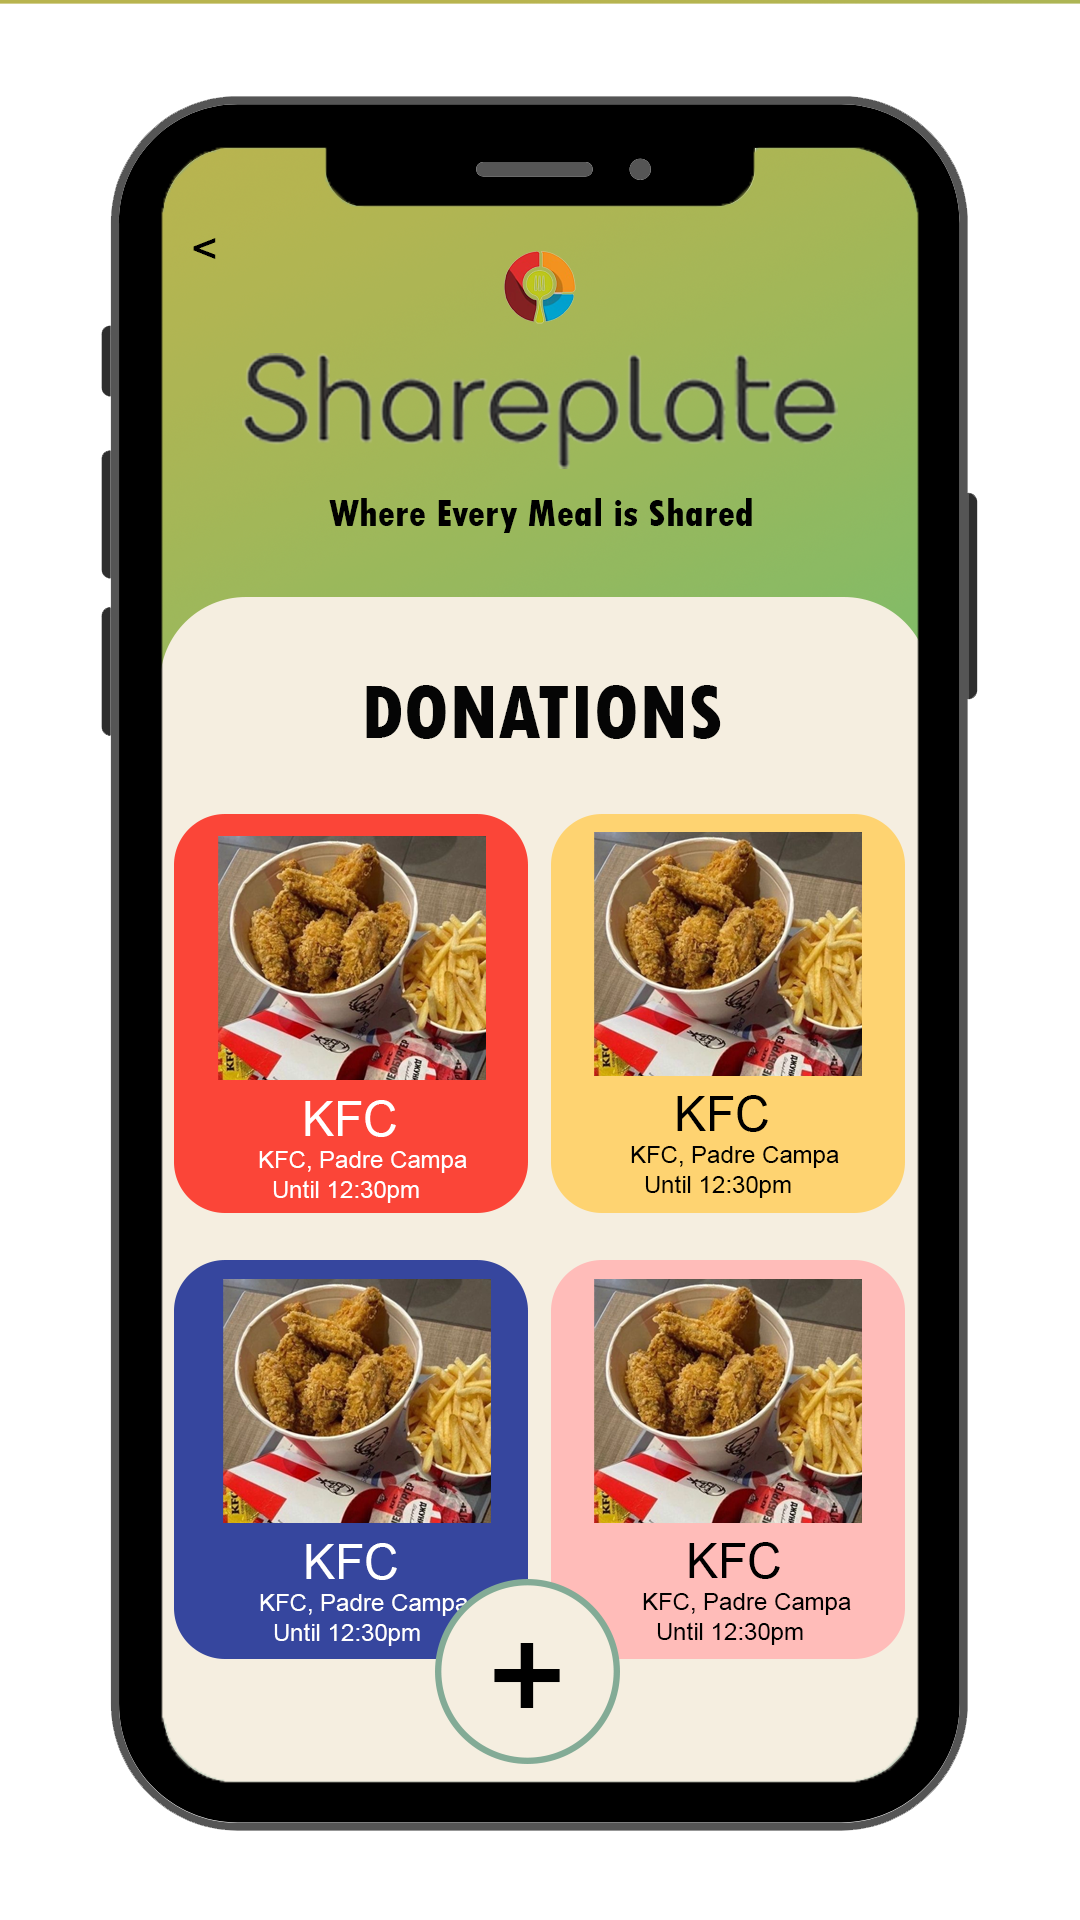 <
Shareplate
Where Every Meal is Shared
DONATIONS
KFC
KFC, Padre Campa
Until 12:30pm
KFC
KFC, Padre Campa
Until 12:30pm
KFC
KFC, Padre Campa
Until 12:30pm
KFC
KFC, Padre Campa
Until 12:30pm
+